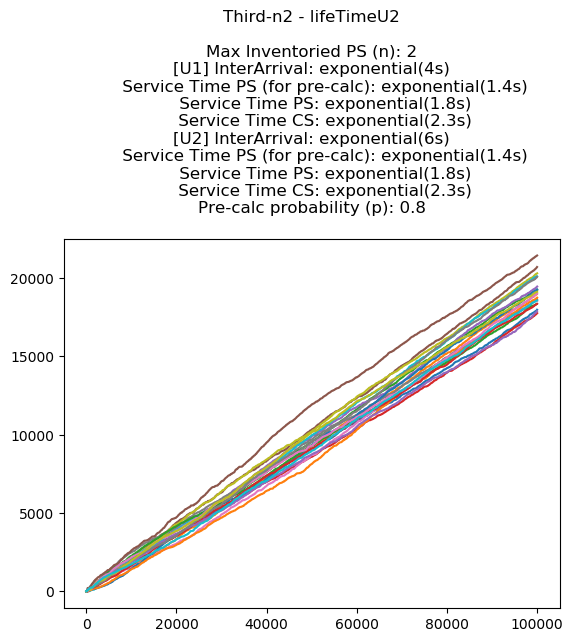 Third-n2 - lifeTimeU2
Max Inventoried PS (n): 2
[U1] InterArrival: exponential(4s)
Service Time PS (for pre-calc): exponential(1.4s)
Service Time PS: exponential(1.8s)
Service Time CS: exponential(2.3s)
[U2] InterArrival: exponential(6s)
Service Time PS (for pre-calc): exponential(1.4s)
Service Time PS: exponential(1.8s)
Service Time CS: exponential(2.3s)
Pre-calc probability (p): 0.8
20000
15000
10000
5000
0
0 20000 40000 60000 80000 100000